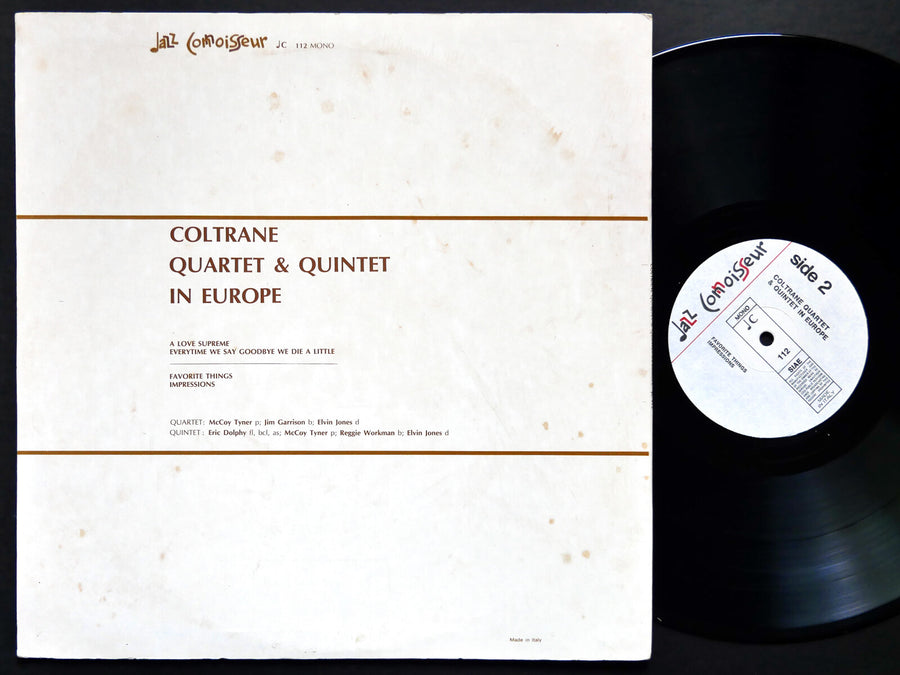 Jazz Connoisseur JC 112 MONO
COLTRANE
QUARTET & QUINTET
IN EUROPE
A LOVE SUPREME
EVERYTIME WE SAY GOODBYE WE DIE A LITTLE
FAVORITE THINGS
IMPRESSIONS
QUARTET: McCoy Tyner p; Jim Garrison b; Elvin Jones d
QUINTET: Eric Dolphy fl, bcl, as; McCoy Tyner p; Reggie Workman b; Elvin Jones d
Made in Italy
Jazz Connoisseur
side 2
COLTRANE QUARTET
& QUINTET IN EUROPE
MONO
JC
112
SIAE
FAVORITE THINGS
IMPRESSIONS
MADE
IN ITALY